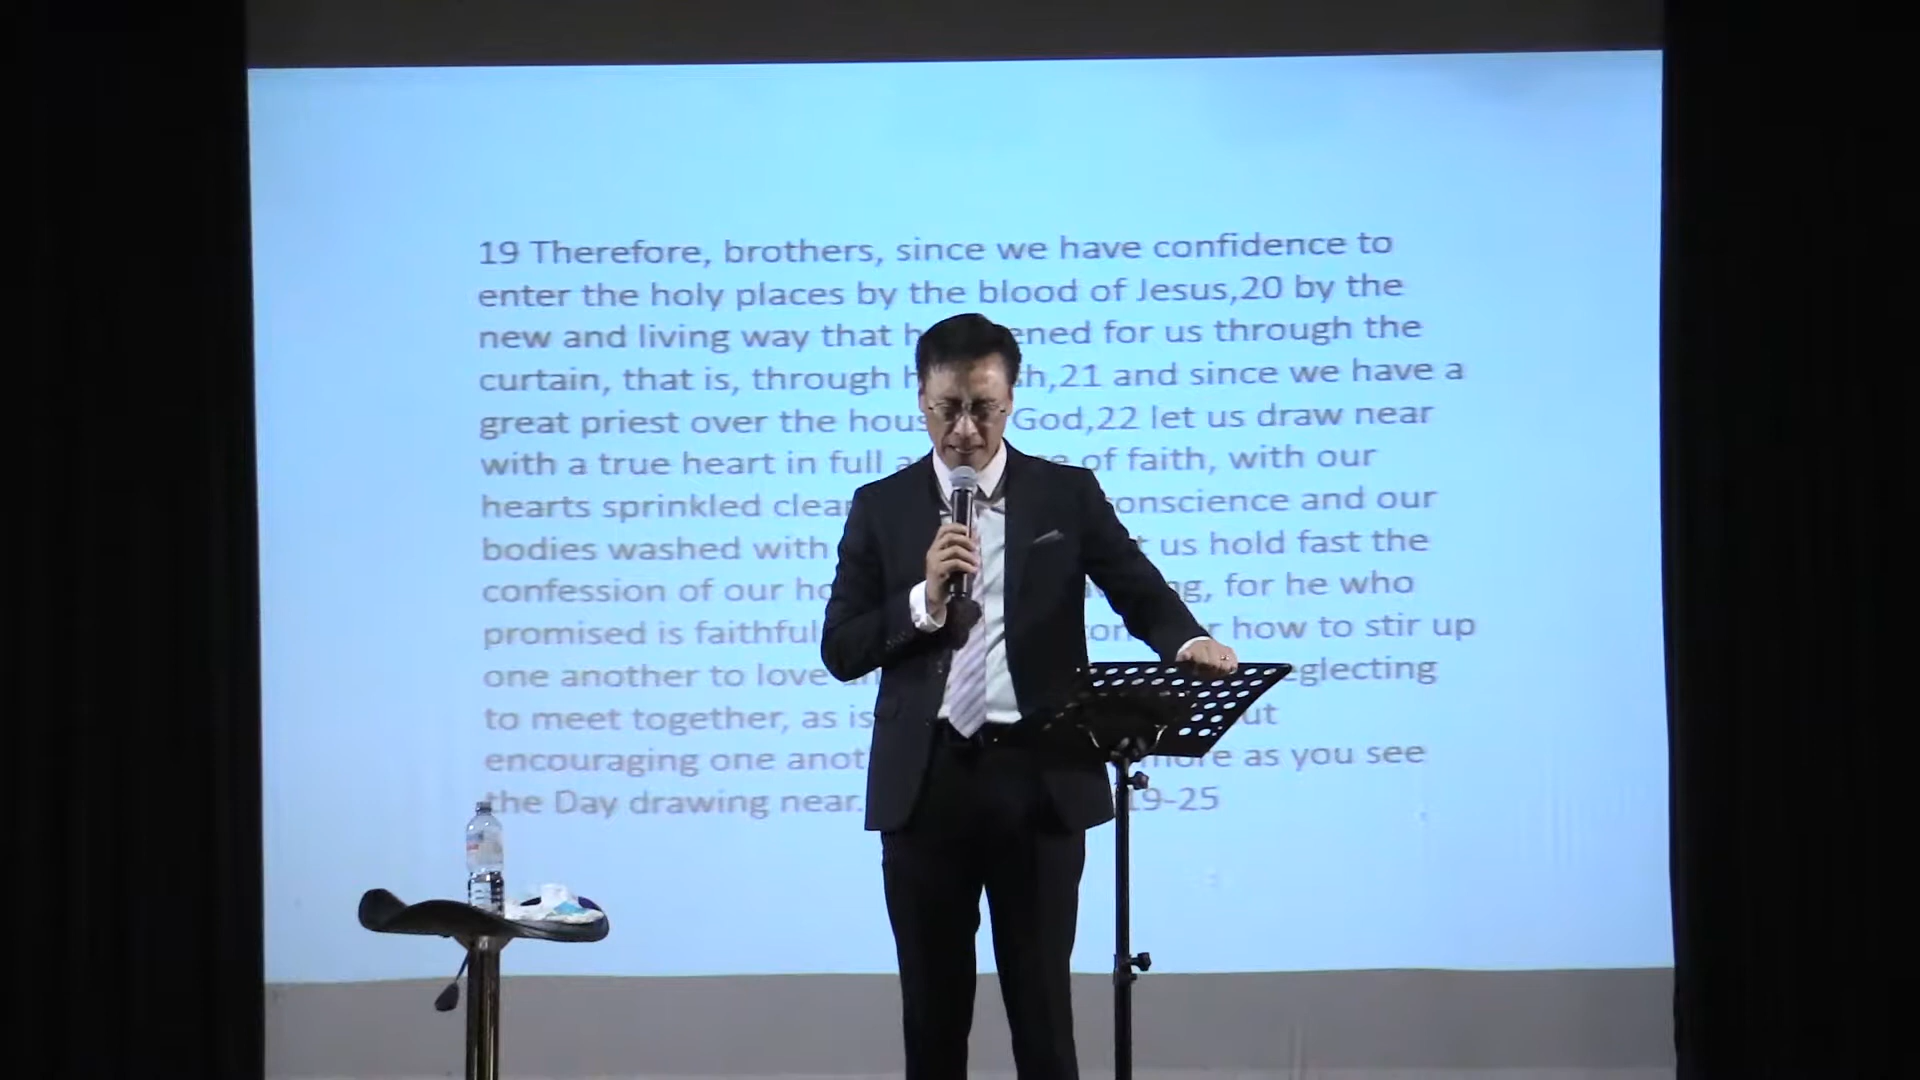 19 Therefore, brothers, since we have confidence to
enter the holy places by the blood of Jesus,20 by the
new and living way that ened for us through the
curtain, that is, through h,21 and since we have a
great priest over the hous God,22 let us draw near
with a true heart in full of faith, with our
hearts sprinkled clea onscience and our
bodies washed with us hold fast the
confession of our ho g, for he who
promised is faithful con r how to stir up
one another to love eglecting
to meet together, as is ut
encouraging one anot more as you see
the Day drawing near. 19-25